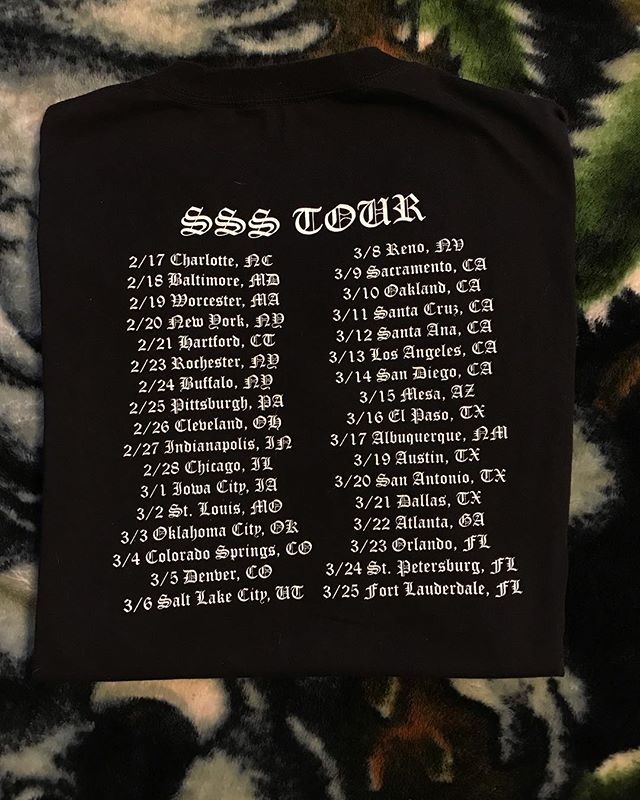 SSS TOUR
2/17 Charlotte, NC
2/18 Baltimore, MD
2/19 Worcester, MA
2/20 New York, NY
2/21 Hartford, CT
2/23 Rochester, NY
2/24 Buffalo, NY
2/25 Pittsburgh, PA
2/26 Cleveland, OH
2/27 Indianapolis, IN
2/28 Chicago, IL
3/1 Iowa City, IA
3/2 St. Louis, MO
3/3 Oklahoma City, OK
3/4 Colorado Springs, CO
3/5 Denver, CO
3/6 Salt Lake City, UT
3/8 Reno, NV
3/9 Sacramento, CA
3/10 Oakland, CA
3/11 Santa Cruz, CA
3/12 Santa Ana, CA
3/13 Los Angeles, CA
3/14 San Diego, CA
3/15 Mesa, AZ
3/16 El Paso, TX
3/17 Albuquerque, NM
3/19 Austin, TX
3/20 San Antonio, TX
3/21 Dallas, TX
3/22 Atlanta, GA
3/23 Orlando, FL
3/24 St. Petersburg, FL
3/25 Fort Lauderdale, FL